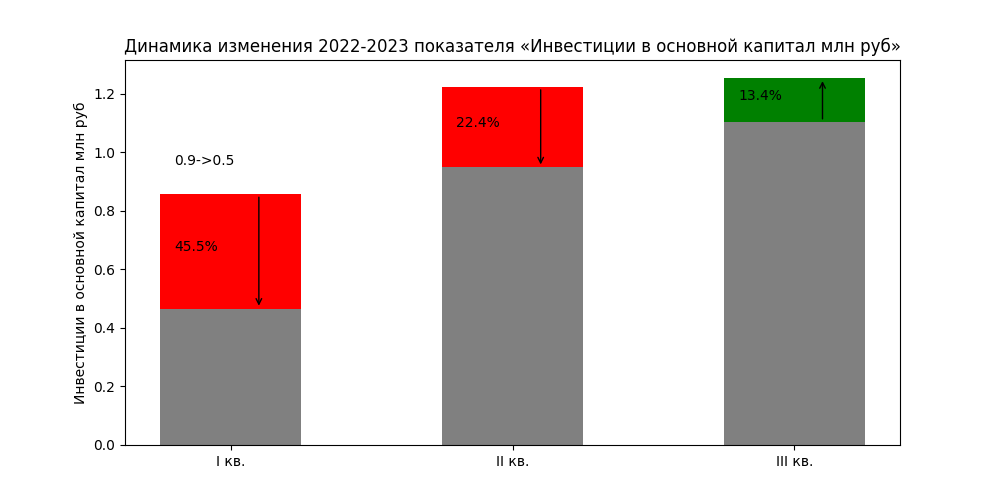 Динамика изменения 2022-2023 показателя «Инвестиции в основной капитал млн руб»
Инвестиции в основной капитал млн руб
1.2
1.0
0.8
0.6
0.4
0.2
0.0
0.9->0.5
45.5%
22.4%
13.4%
I кв.
II кв.
III кв.